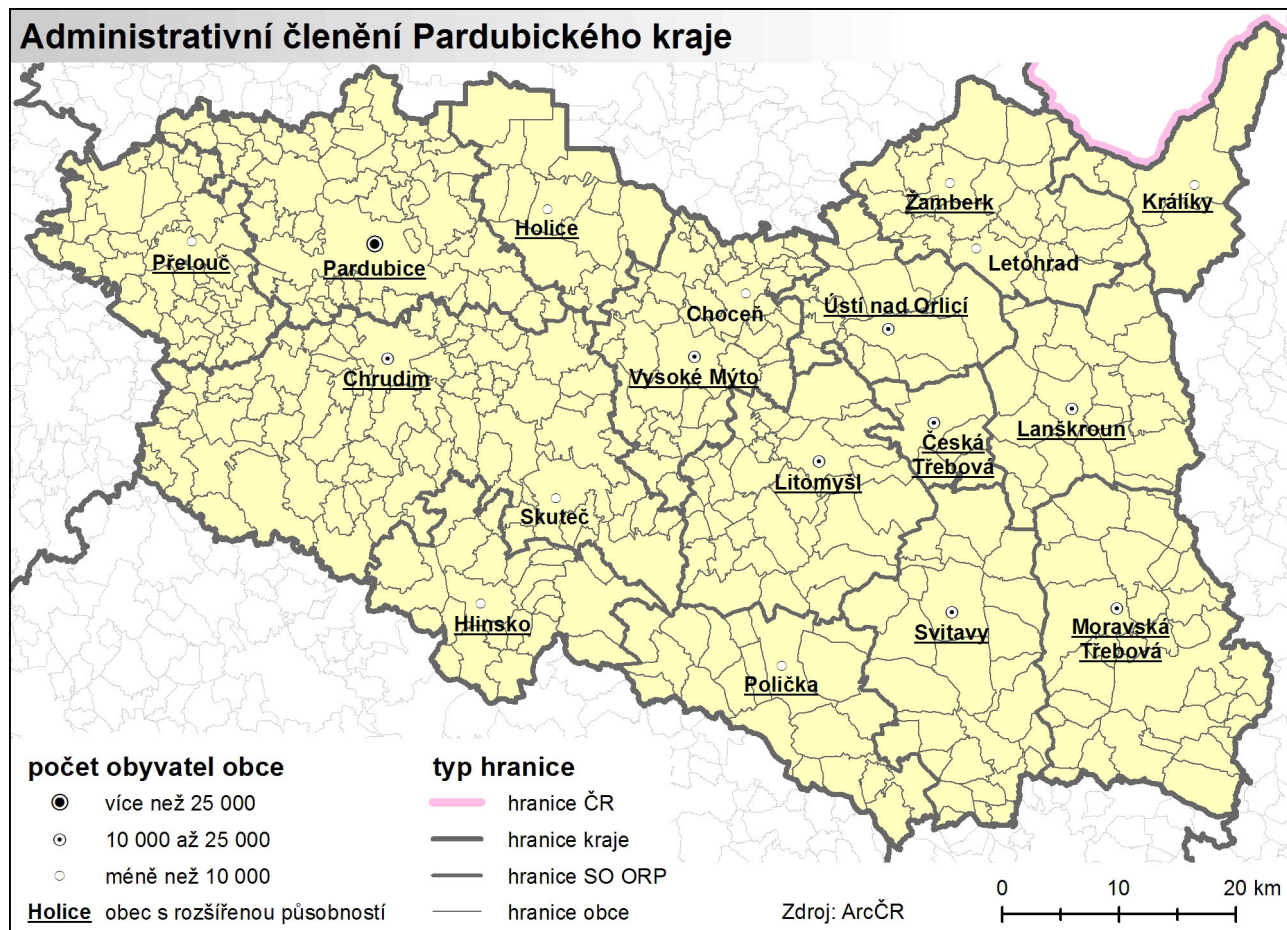 Administrativní členění Pardubického kraje
Žamberk
Králíky
Holice
Přelouč
Pardubice
Letohrad
Choceň
Ústí nad Orlicí
Chrudim
Vysoké Mýto
Lanškroun
Česká
Třebová
Litomyšl
Skuteč
Hlinsko
Svitavy
Moravská
Třebová
Polička
počet obyvatel obce
více než 25 000
10 000 až 25 000
méně než 10 000
Holice obec s rozšířenou působností
typ hranice
hranice ČR
hranice kraje
hranice SO ORP
hranice obce
Zdroj: ArcČR
0 10 20 km